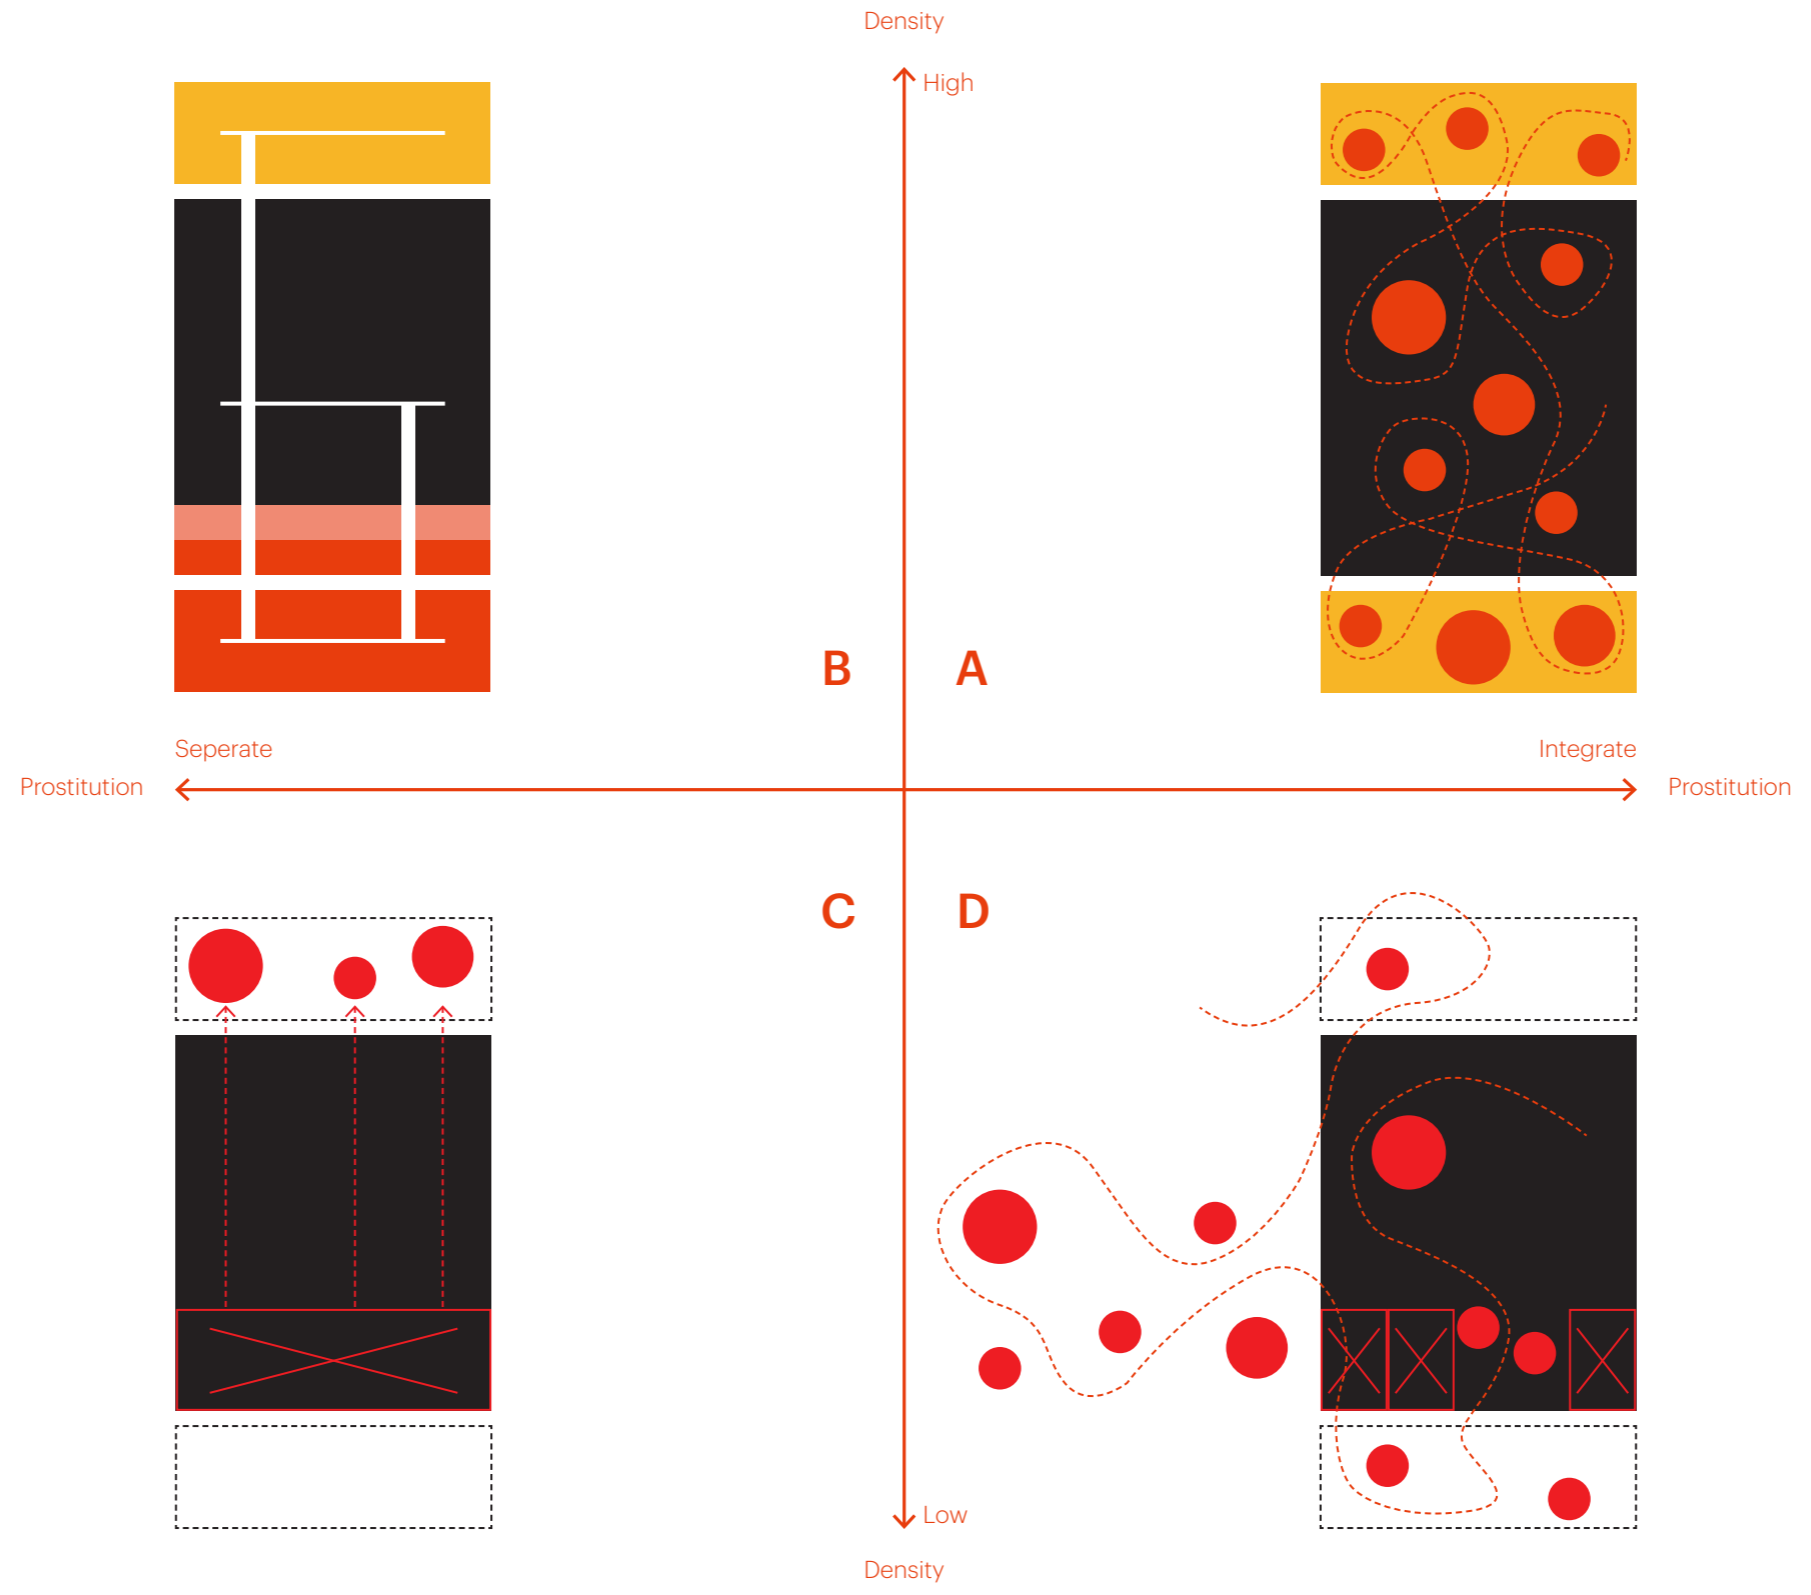 Density
High
B A
Seperate Integrate
Prostitution Prostitution
C D
Low
Density